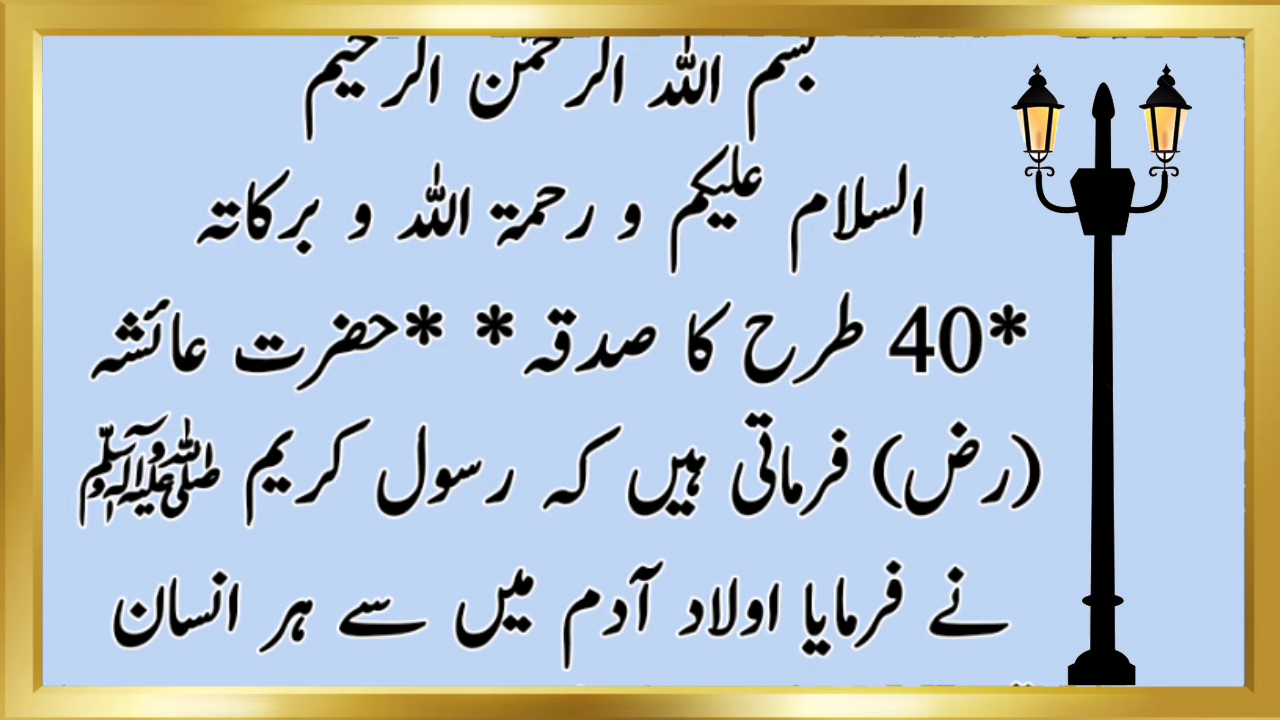 بسم اللہ الرحمٰن الرحیم
السلام علیکم و رحمۃ اللہ و برکاتہ
*40 طرح کا صدقہ* *حضرت عائشہ
(رض) فرماتی ہیں کہ رسول کریم ﷺ
نے فرمایا اولاد آدم میں سے ہر انسان